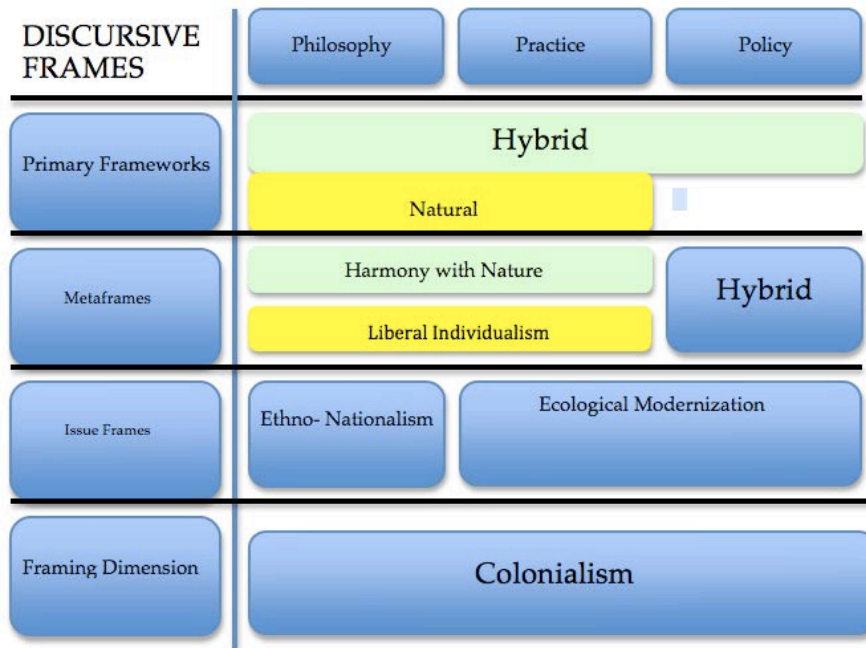 DISCURSIVE
FRAMES
Philosophy
Practice
Policy
Primary Frameworks
Hybrid
Natural
Metaframes
Harmony with Nature
Liberal Individualism
Hybrid
Issue Frames
Ethno- Nationalism
Ecological Modernization
Framing Dimension
Colonialism